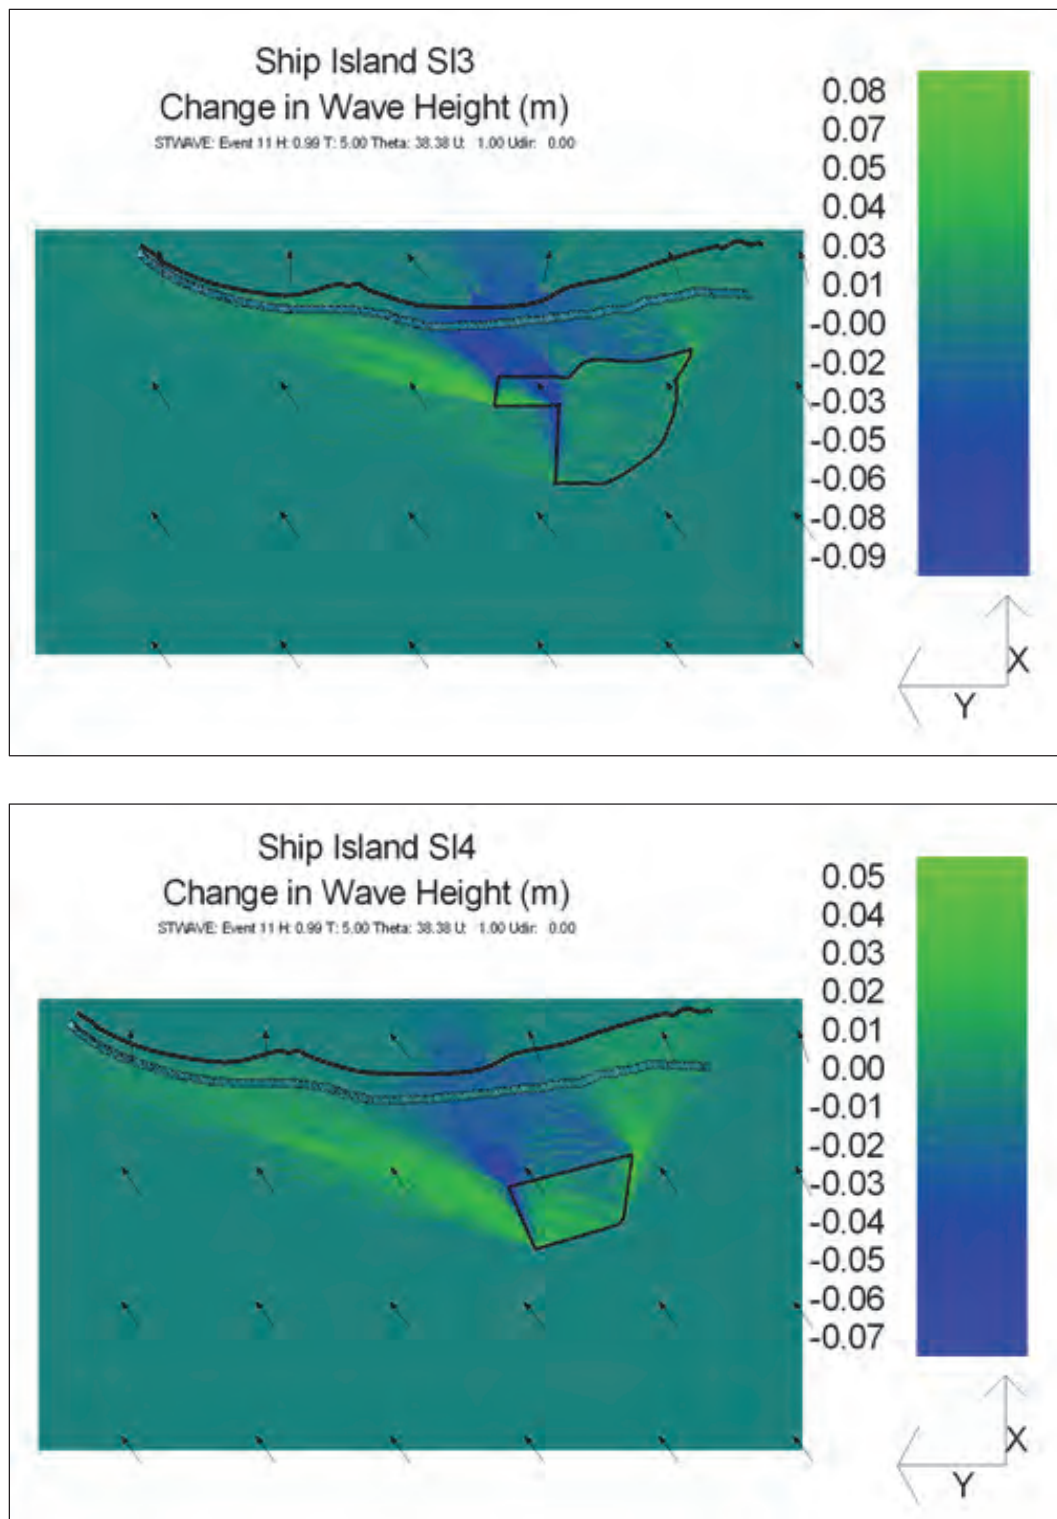 Ship Island SI3
Change in Wave Height (m)
STWAVE: Event 11 H: 0.99 T: 5.00 Theta: 38.38 U: 1.00 Udir: 0.00
0.08
0.07
0.05
0.04
0.03
0.01
-0.00
-0.02
-0.03
-0.05
-0.06
-0.08
-0.09
X
Y
Ship Island SI4
Change in Wave Height (m)
STWAVE: Event 11 H: 0.99 T: 5.00 Theta: 38.38 U: 1.00 Udir: 0.00
0.05
0.04
0.03
0.02
0.01
0.00
-0.01
-0.02
-0.03
-0.04
-0.05
-0.06
-0.07
X
Y